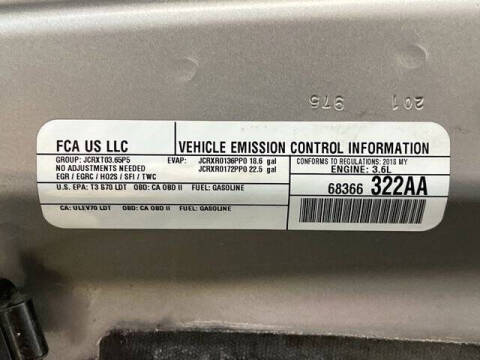 201
975
FCA US LLC
VEHICLE EMISSION CONTROL INFORMATION
GROUP: JCRXT03.65P5
EVAP: JCRXR0136PP0 18.6 gal
CONFORMS TO REGULATIONS: 2018 MY
NO ADJUSTMENTS NEEDED
JCRXR0172PP0 22.5 gal
ENGINE: 3.6L
EGR / EGRC / HO2S / SFI / TWC
68366 322AA
U.S. EPA: T3 B70 LDT OBD: CA OBD II FUEL: GASOLINE
CA: ULEV70 LDT OBD: CA OBD II FUEL: GASOLINE